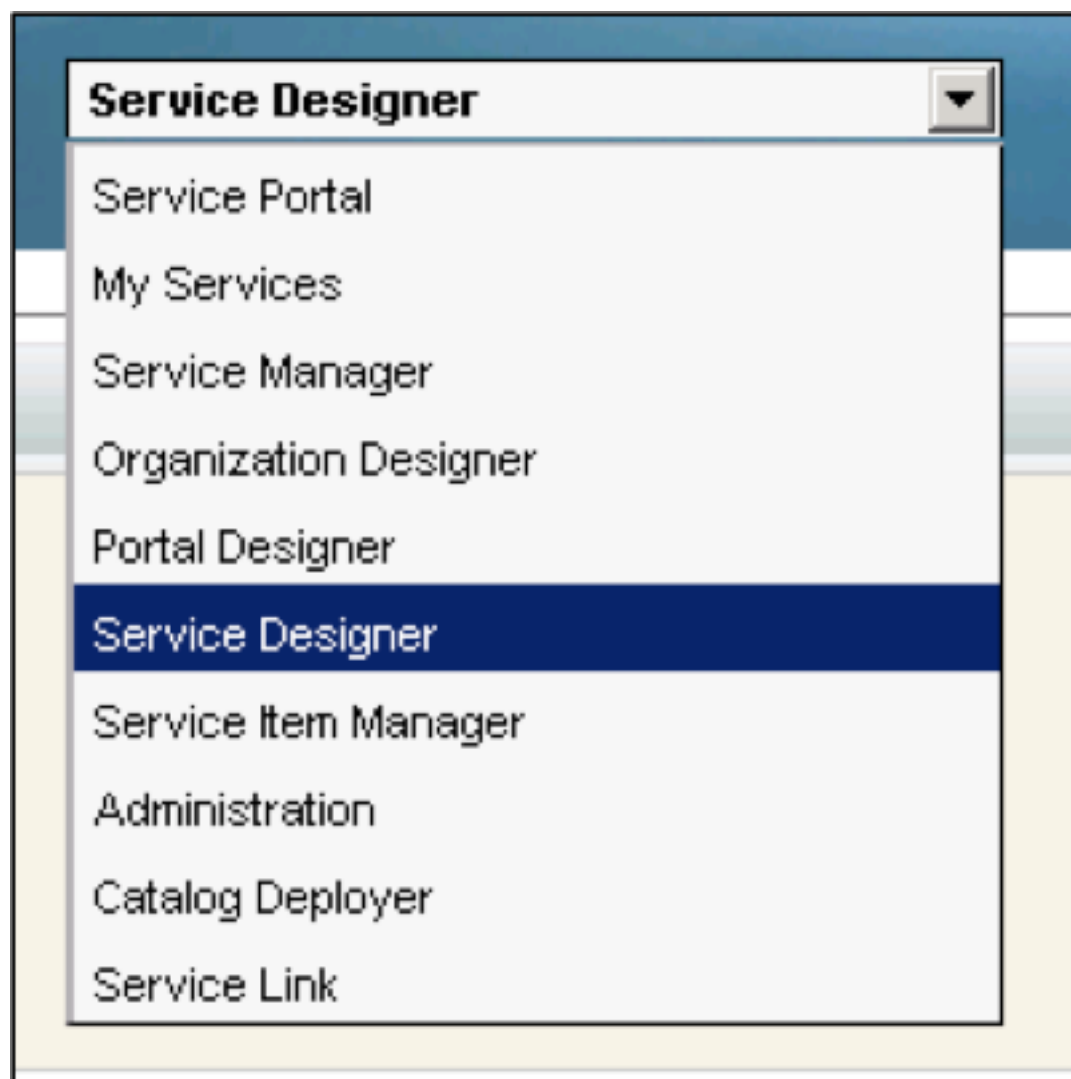 Service Designer
Service Portal
My Services
Service Manager
Organization Designer
Portal Designer
Service Designer
Service Item Manager
Administration
Catalog Deployer
Service Link